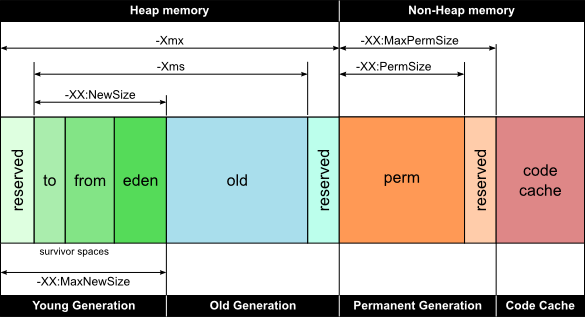 Heap memory
Non-Heap memory
-Xmx
-XX:MaxPermSize
-Xms
-XX:PermSize
-XX:NewSize
reserved
to
from
eden
old
reserved
perm
reserved
code
cache
survivor spaces
-XX:MaxNewSize
Young Generation
Old Generation
Permanent Generation
Code Cache